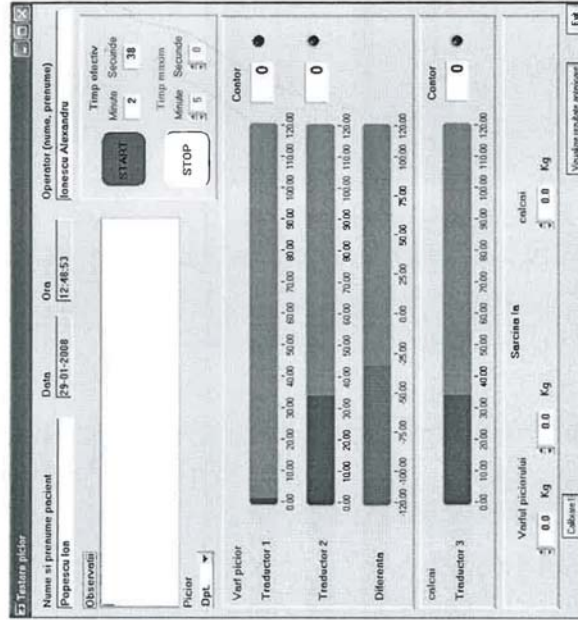 Testare picior
Nume si prenume pacient
Data
Ora
Operator (nume, prenume)
Popescu Ion
29-01-2008
12:48:53
Ionescu Alexandru
Observatii
START
STOP
Timp efectiv
Minute Secunde
2 38
Timp maxim
Minute Secunde
5 0
Picior
Dpt.
Varf picior
Contor
Traductor 1
0
0.00 10.00 20.00 30.00 40.00 50.00 60.00 70.00 80.00 90.00 100.00 110.00 120.00
Traductor 2
0
0.00 10.00 20.00 30.00 40.00 50.00 60.00 70.00 80.00 90.00 100.00 110.00 120.00
Diferenta
-120.00 -100.00 -75.00 -50.00 -25.00 0.00 25.00 50.00 75.00 100.00 120.00
calcai
Contor
Traductor 3
0
0.00 10.00 20.00 30.00 40.00 50.00 60.00 70.00 80.00 90.00 100.00 110.00 120.00
Sarcina la
Varful piciorului
calcai
0.0 Kg
0.0 Kg
0.0 Kg
Calibrare